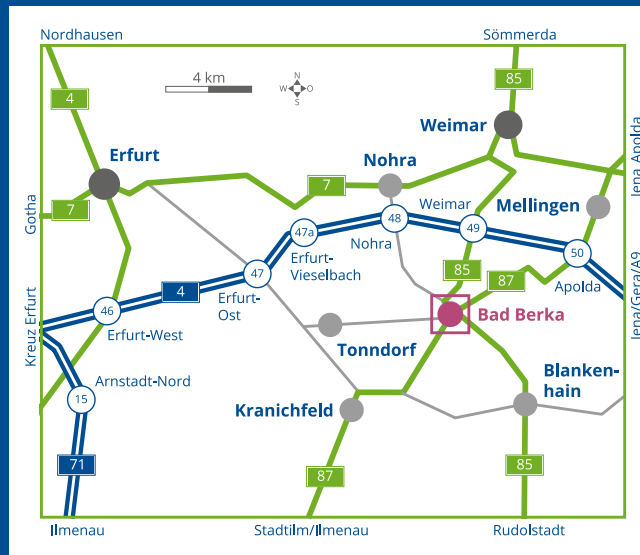 Nordhausen
Sömmerda
4 km
N
W O
S
85
4
Weimar
Erfurt
Nohra
Jena Apolda
7
Mellingen
Gotha
7
Weimar
47a
48
49
Nohra
Erfurt-
Vieselbach
50
47
85
87
Apolda
4
Erfurt-
Ost
Jena/Gera/A9
46
Erfurt-West
Bad Berka
Kreuz Erfurt
Tonndorf
Blanken-
hain
Arnstadt-Nord
15
Kranichfeld
71
87
85
Ilmenau
Stadtilm/Ilmenau
Rudolstadt